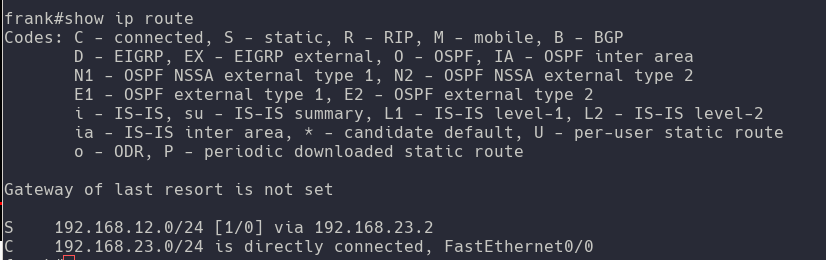 frank#show ip route
Codes: C - connected, S - static, R - RIP, M - mobile, B - BGP
       D - EIGRP, EX - EIGRP external, O - OSPF, IA - OSPF inter area
       N1 - OSPF NSSA external type 1, N2 - OSPF NSSA external type 2
       E1 - OSPF external type 1, E2 - OSPF external type 2
       i - IS-IS, su - IS-IS summary, L1 - IS-IS level-1, L2 - IS-IS level-2
       ia - IS-IS inter area, * - candidate default, U - per-user static route
       o - ODR, P - periodic downloaded static route

Gateway of last resort is not set

S    192.168.12.0/24 [1/0] via 192.168.23.2
C    192.168.23.0/24 is directly connected, FastEthernet0/0